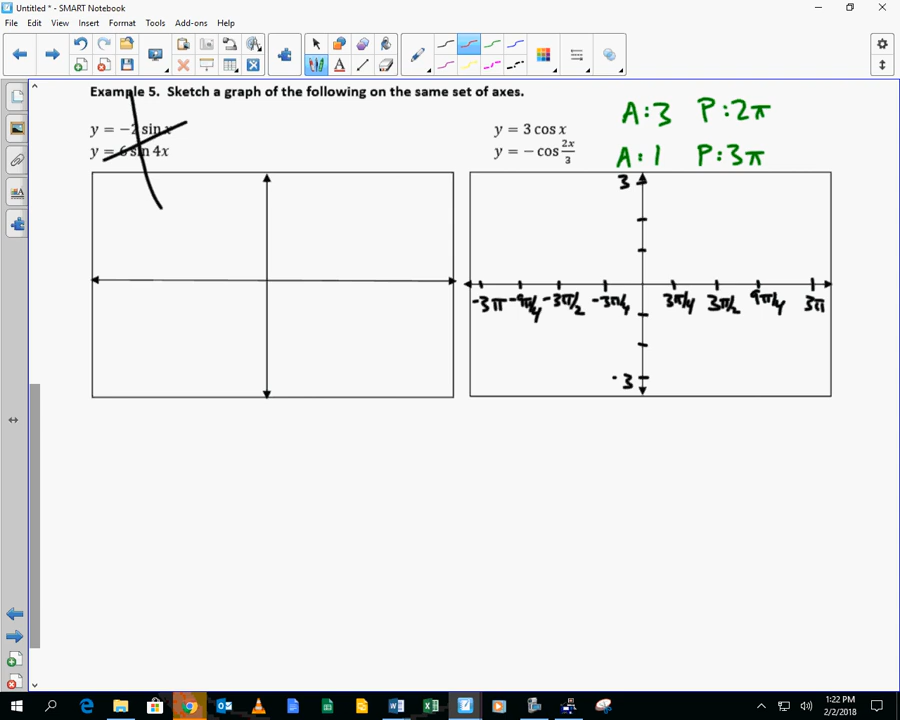 Untitled * - SMART Notebook
File Edit View Insert Format Tools Add-ons Help
Example 5. Sketch a graph of the following on the same set of axes.
y = −2 sin x
y = 6 sin 4x
y = 3 cos x
y = − cos 2x/3
A:3 P:2π
A:1 P:3π
3
-3π -9π/4 -3π/2 -3π/4 3π/4 3π/2 9π/4 3π
-3
1:22 PM
2/2/2018